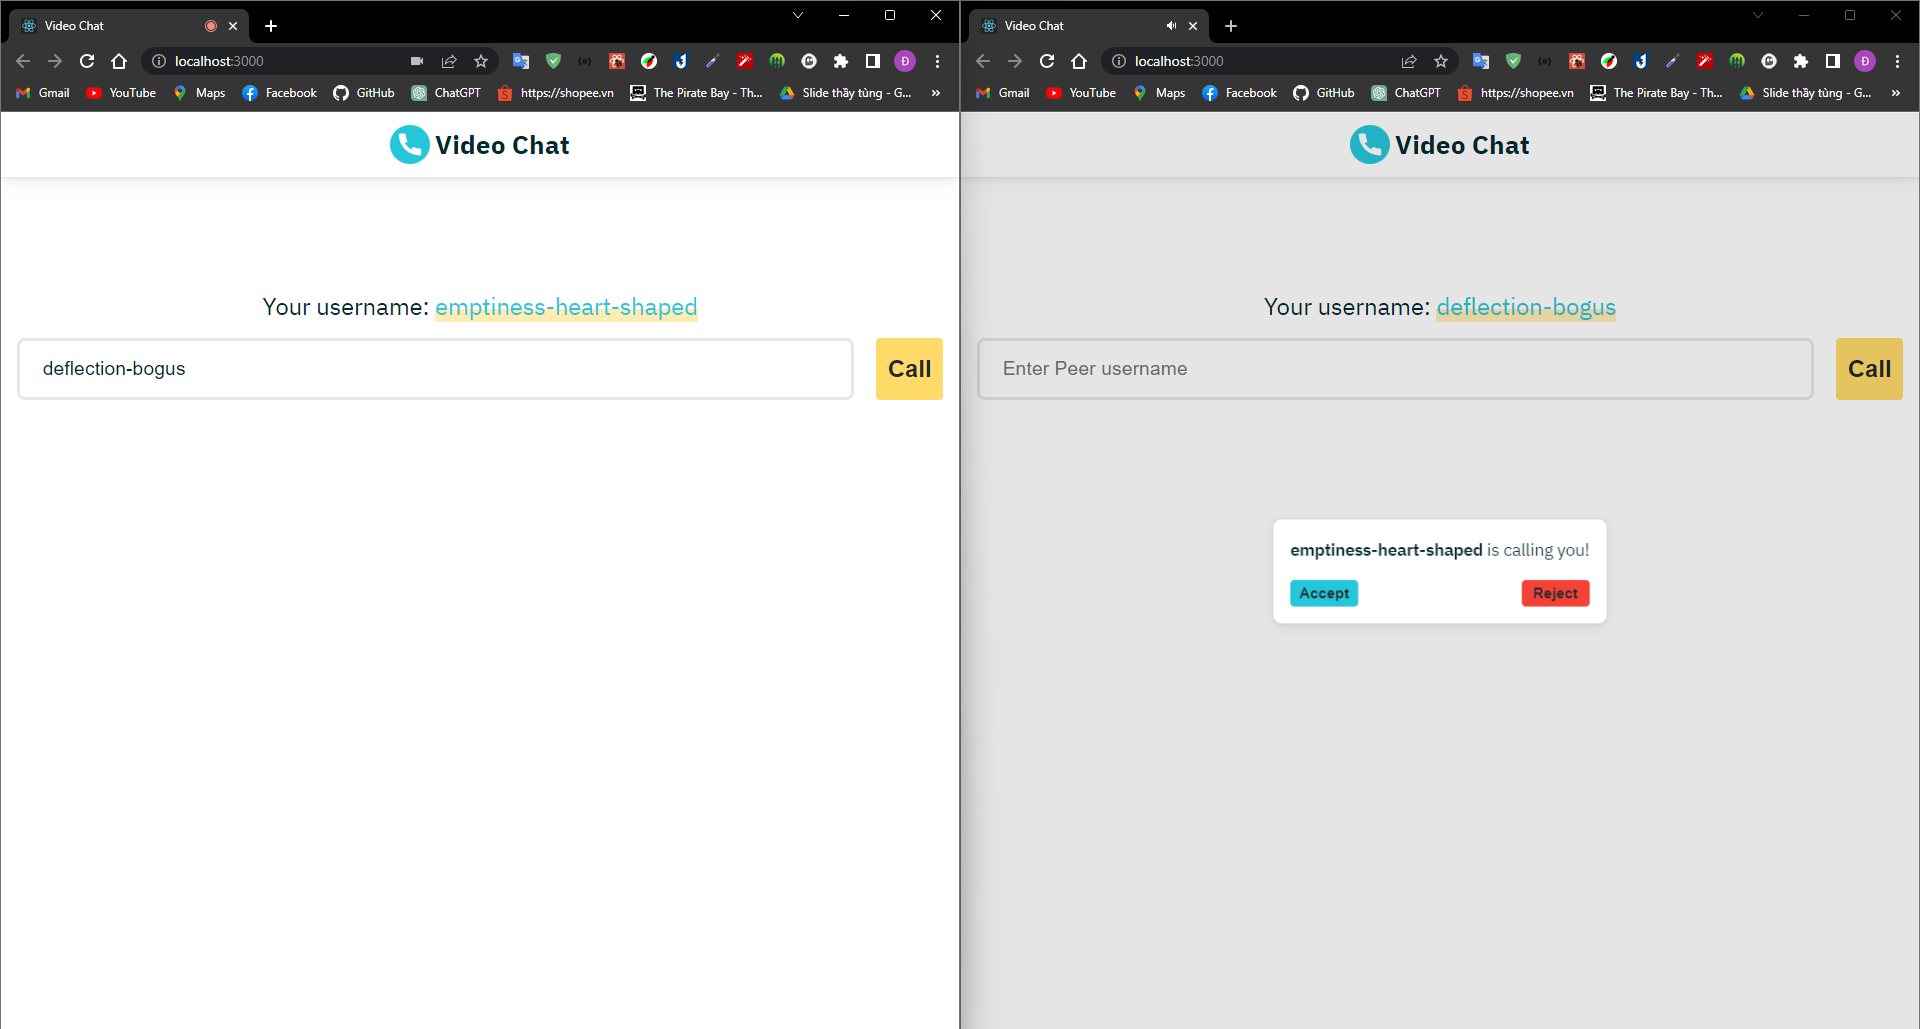 Video Chat
localhost:3000
Gmail YouTube Maps Facebook GitHub ChatGPT https://shopee.vn The Pirate Bay - Th... Slide thầy tùng - G... »
Video Chat
Your username: emptiness-heart-shaped
deflection-bogus Call
Video Chat
localhost:3000
Gmail YouTube Maps Facebook GitHub ChatGPT https://shopee.vn The Pirate Bay - Th... Slide thầy tùng - G... »
Video Chat
Your username: deflection-bogus
Enter Peer username Call
emptiness-heart-shaped is calling you!
Accept Reject